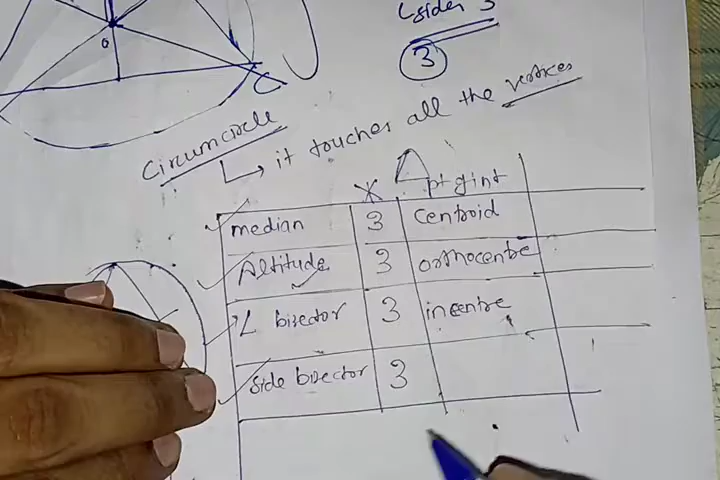 (sides 3
3
O
C
Circumcircle
it touches all the vertices
X pt of int
median 3 Centroid
Altitude 3 orthocentre
L bisector 3 incentre
side bisector 3